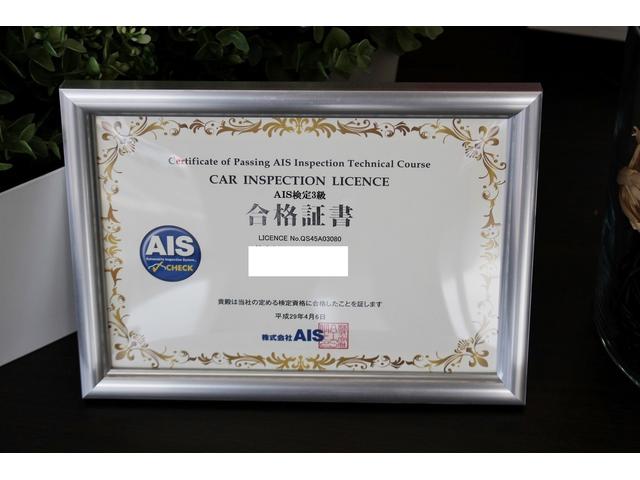 Certificate of Passing AIS Inspection Technical Course
CAR INSPECTION LICENCE
AIS検定3級
合格証書
LICENCE No.QS45A03080
AIS
Automobile Inspection System
CHECK
貴殿は当社の定める検定資格に合格したことを証します
平成29年4月6日
株式会社AIS